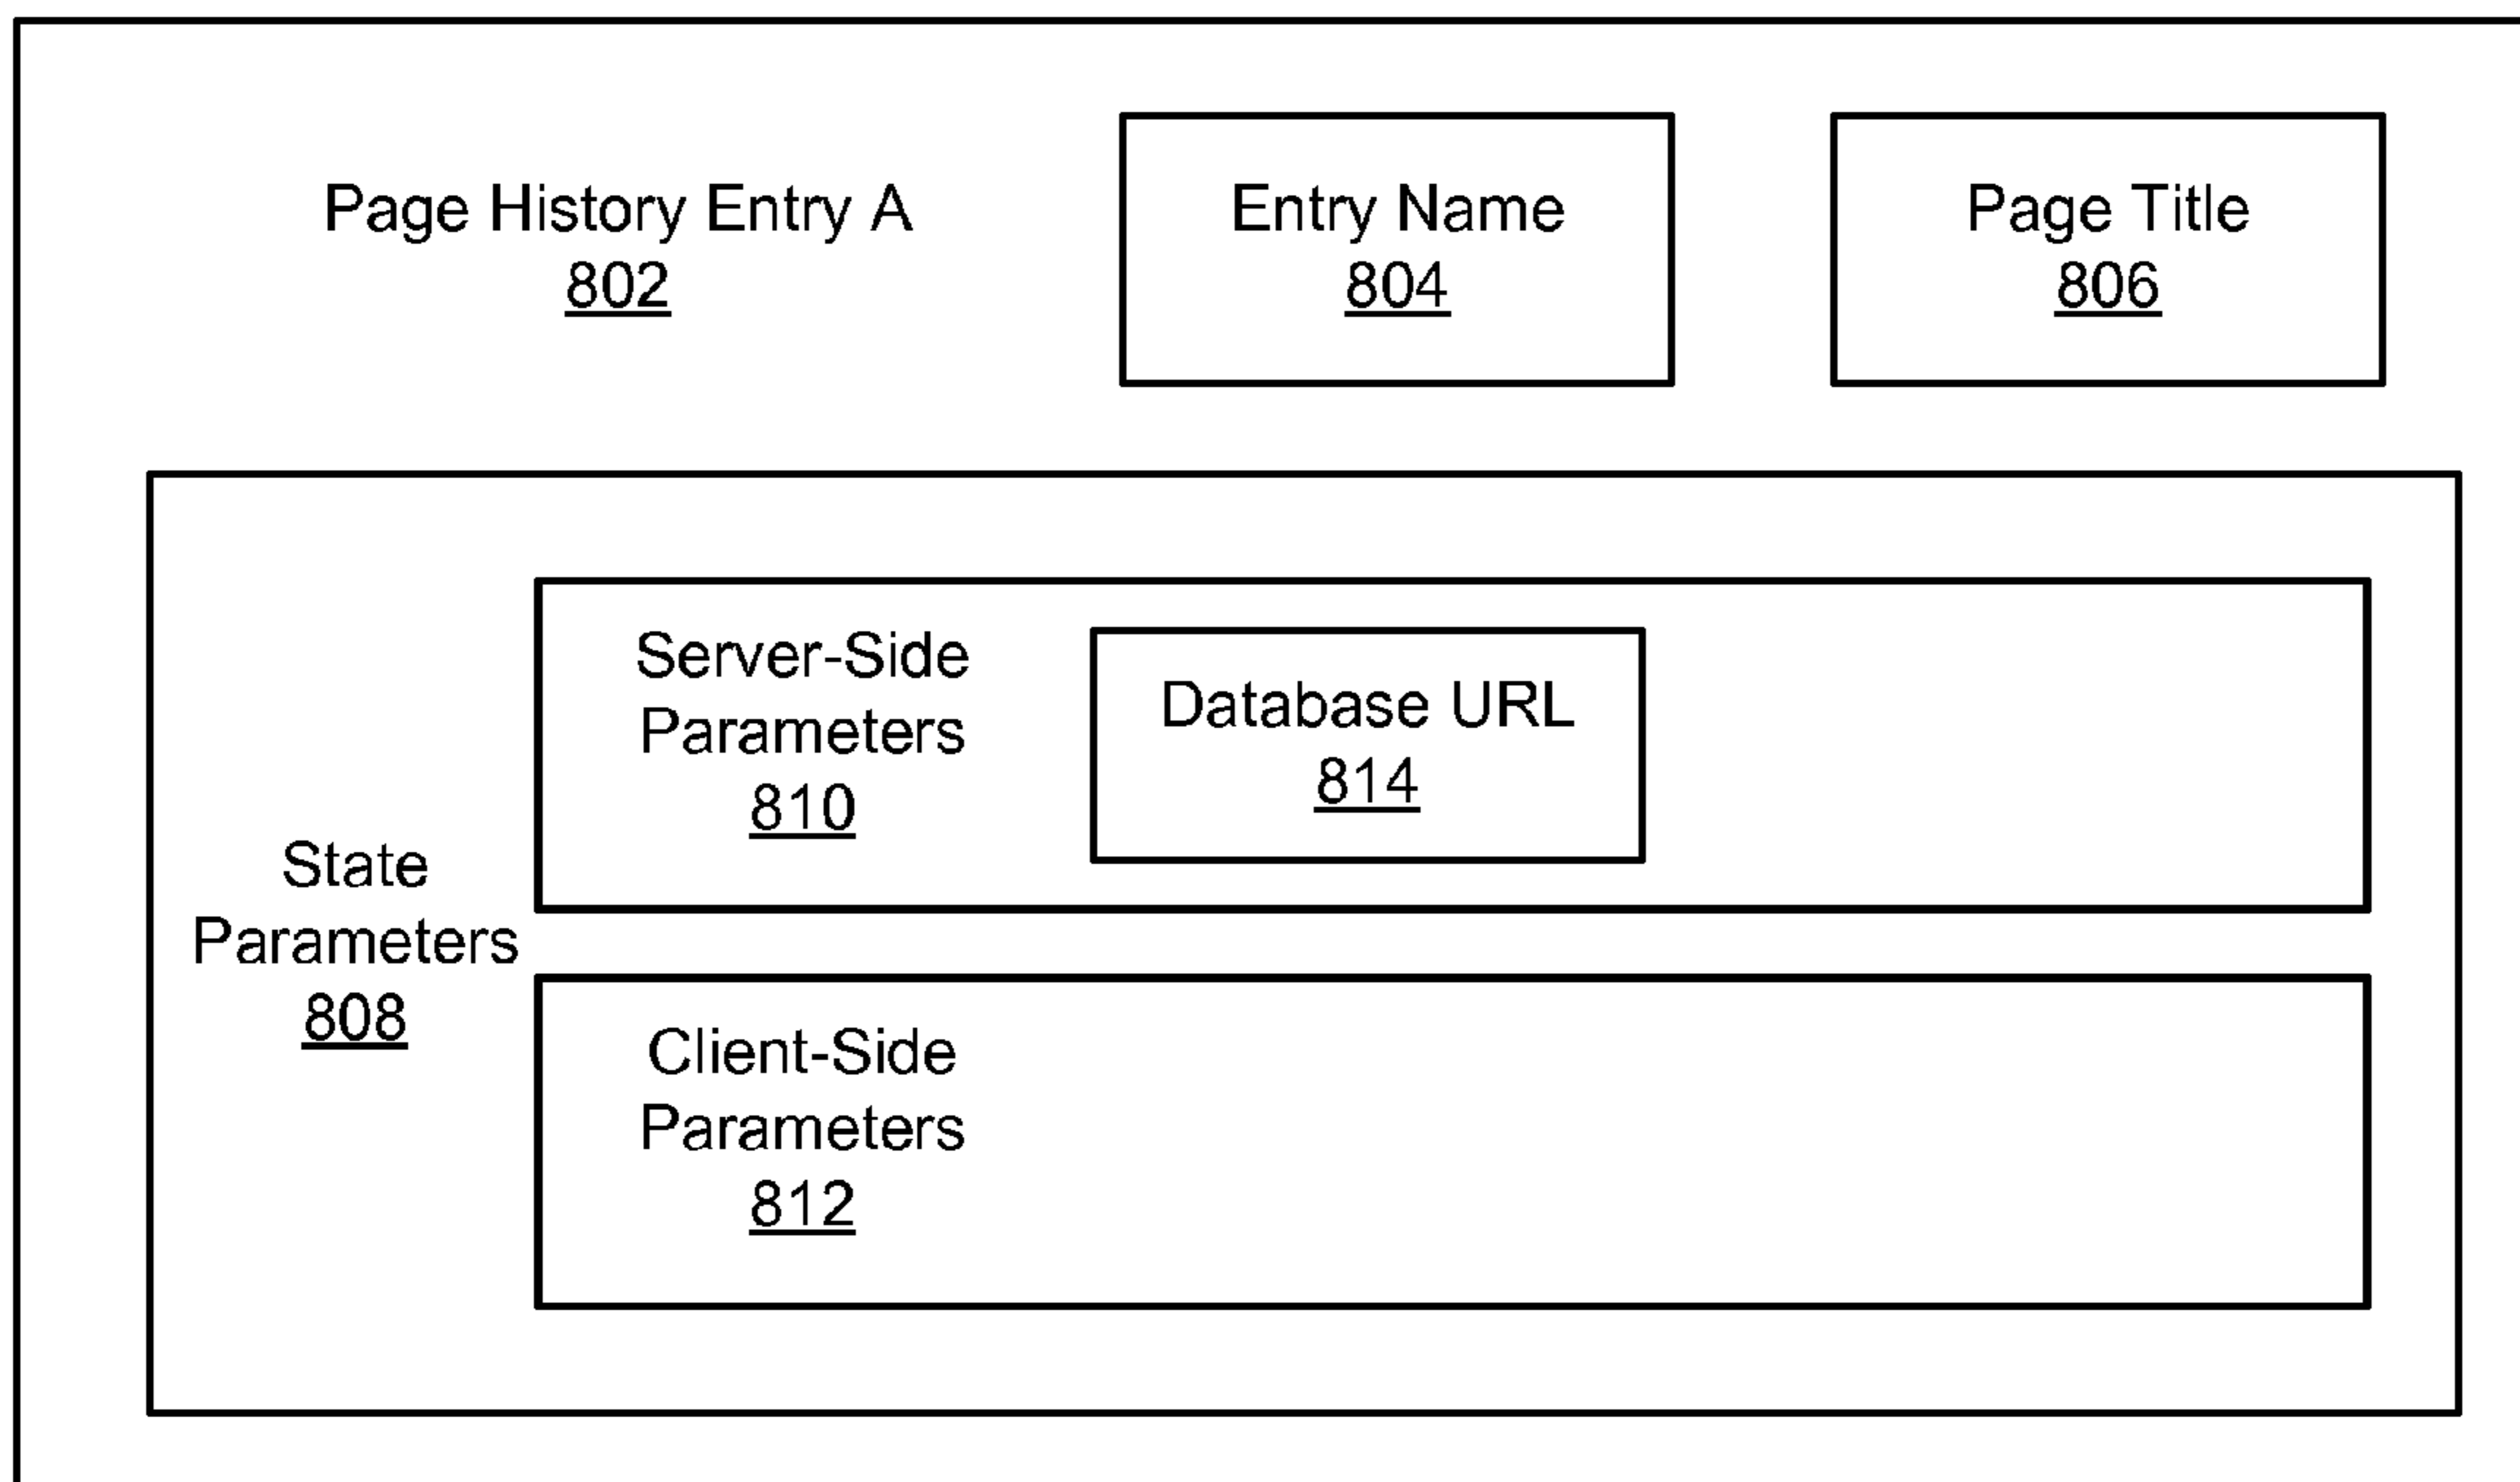 Page History Entry A
802
Entry Name
804
Page Title
806
State
Parameters
808
Server-Side
Parameters
810
Database URL
814
Client-Side
Parameters
812